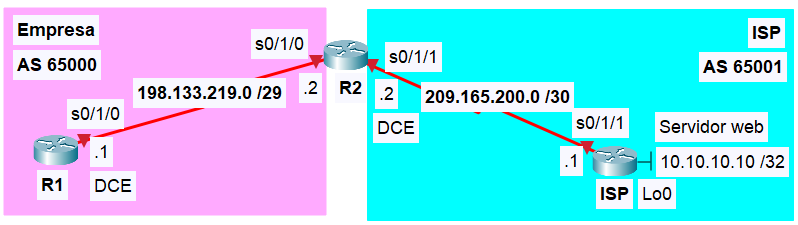 Empresa
AS 65000
s0/1/0
R2
s0/1/1
ISP
AS 65001
198.133.219.0 /29
.2
.2
209.165.200.0 /30
DCE
s0/1/0
.1
R1
DCE
s0/1/1
.1
ISP
Lo0
Servidor web
10.10.10.10 /32